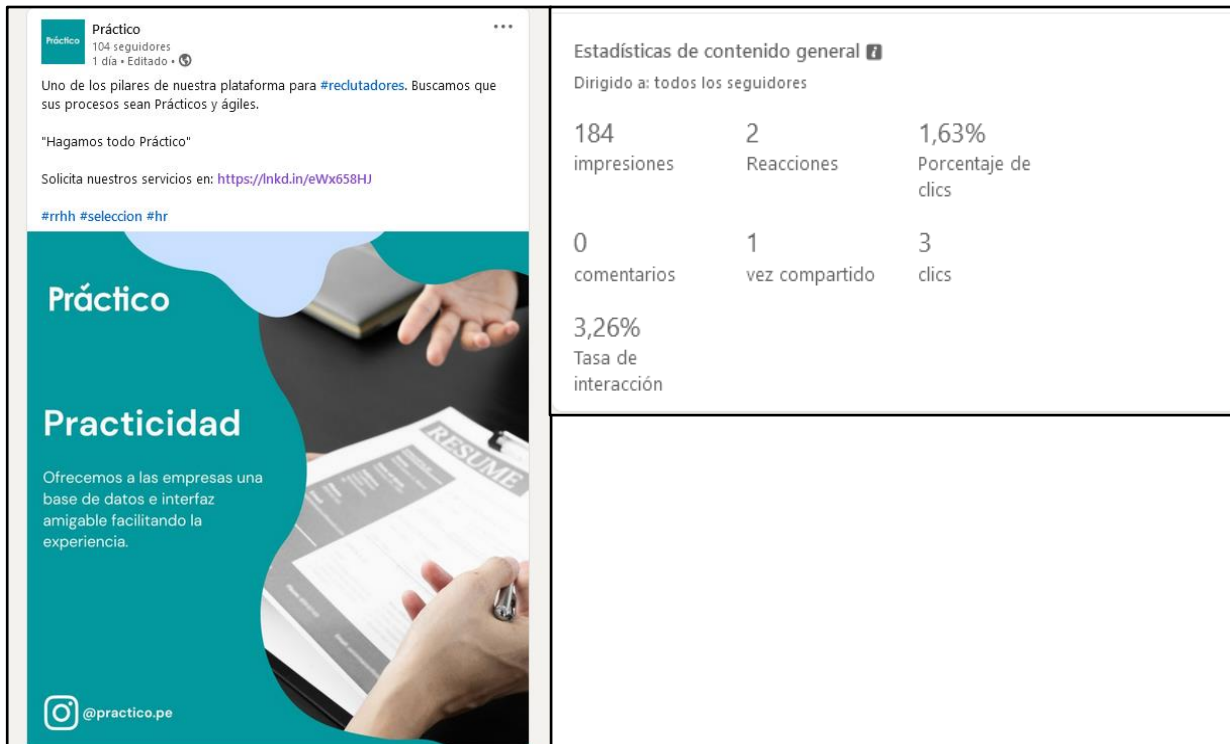 Práctico
Práctico
104 seguidores
1 día • Editado •
Uno de los pilares de nuestra plataforma para #reclutadores. Buscamos que
sus procesos sean Prácticos y ágiles.
"Hagamos todo Práctico"
Solicita nuestros servicios en: https://lnkd.in/eWx658HJ
#rrhh #seleccion #hr
Práctico
Practicidad
Ofrecemos a las empresas una
base de datos e interfaz
amigable facilitando la
experiencia.
RESUME
@practico.pe
Estadísticas de contenido general
Dirigido a: todos los seguidores
184
impresiones
2
Reacciones
1,63%
Porcentaje de
clics
0
comentarios
1
vez compartido
3
clics
3,26%
Tasa de
interacción